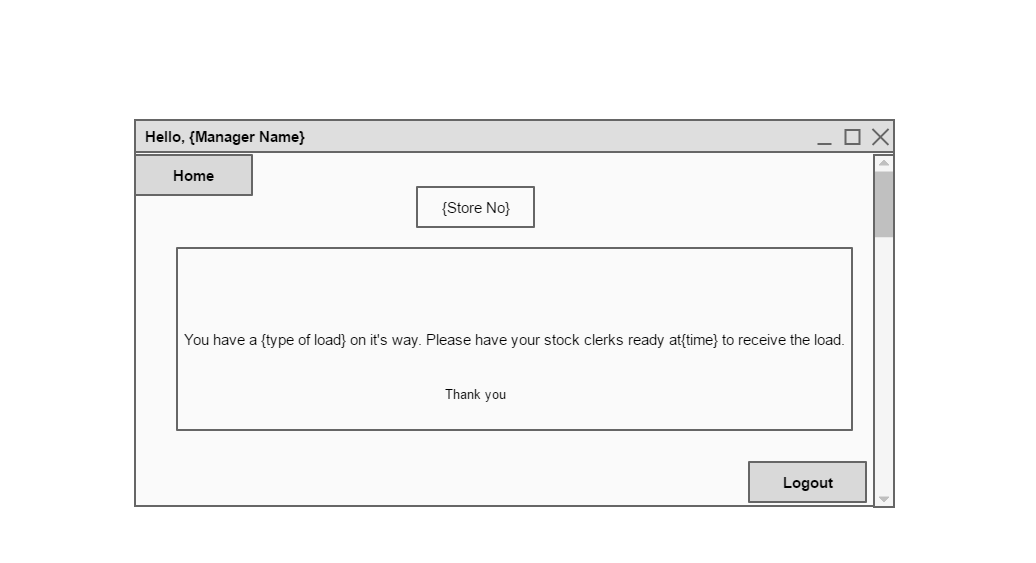 Hello, {Manager Name}
Home
{Store No}
You have a {type of load} on it's way. Please have your stock clerks ready at{time} to receive the load.
Thank you
Logout